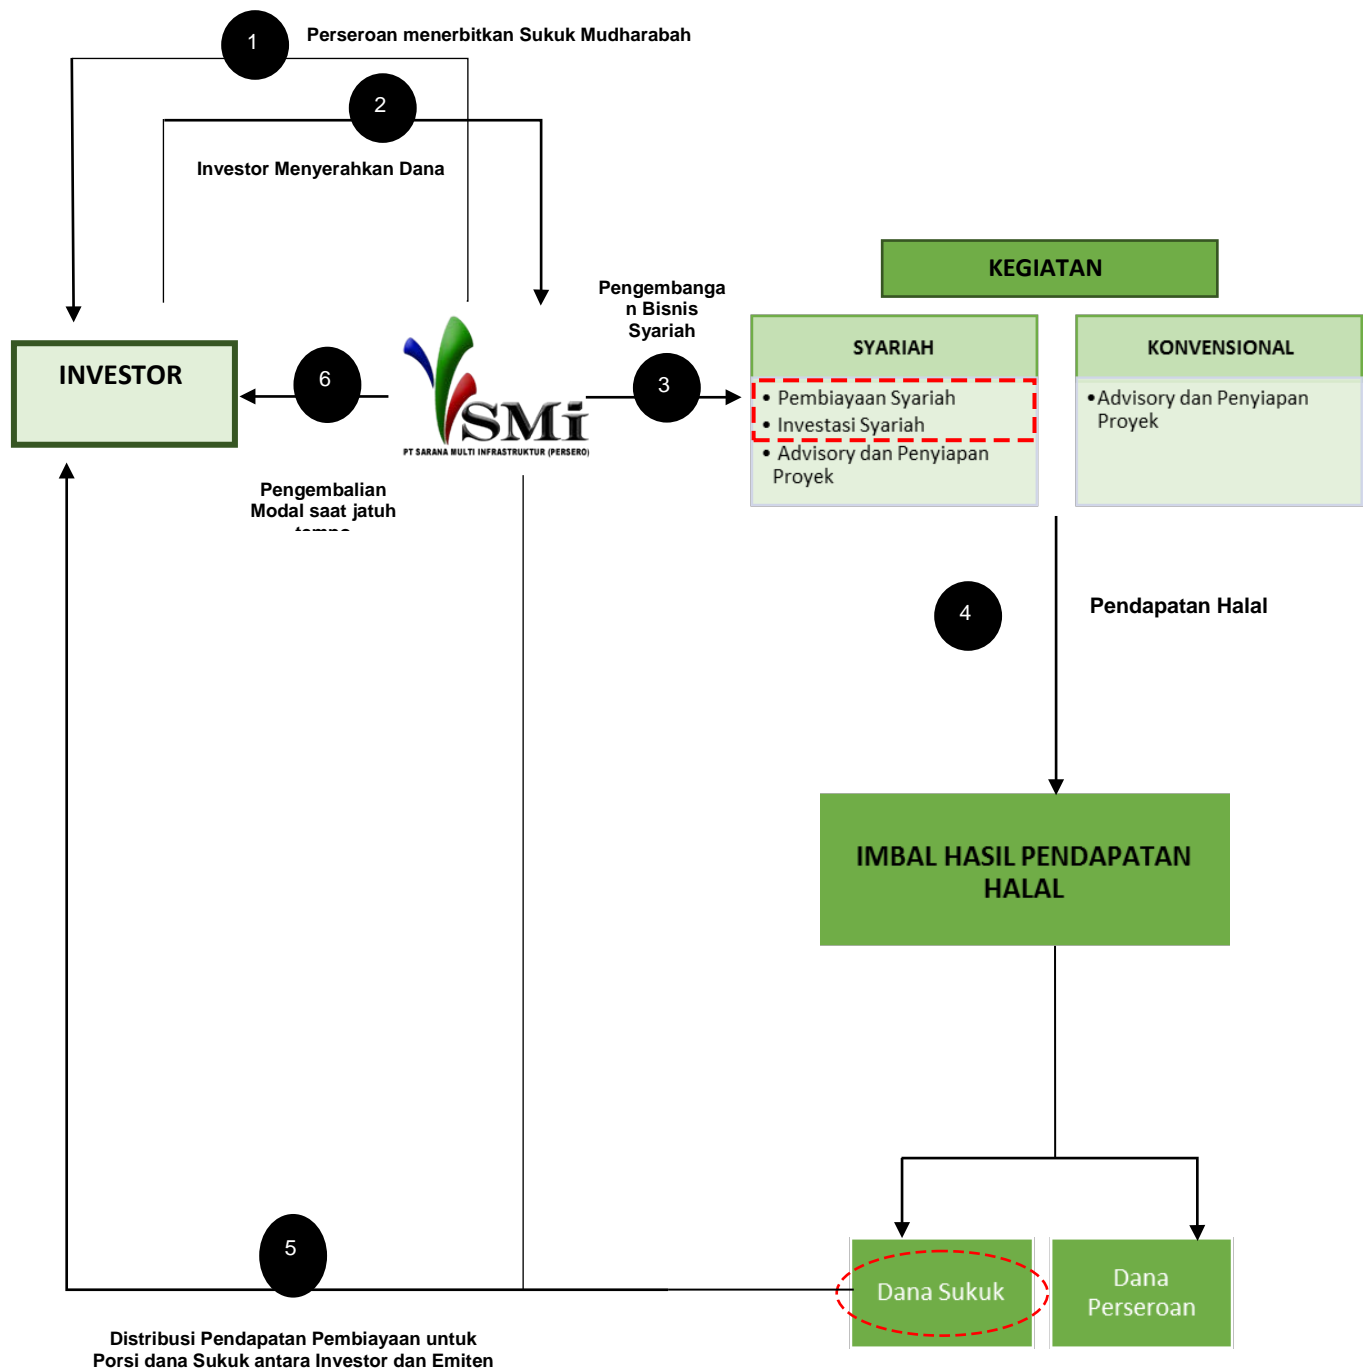 1
Perseroan menerbitkan Sukuk Mudharabah
2
Investor Menyerahkan Dana
KEGIATAN
Pengembanga
n Bisnis
Syariah
SYARIAH
KONVENSIONAL
INVESTOR
6
3
• Pembiayaan Syariah
• Investasi Syariah
• Advisory dan Penyiapan
Proyek
•Advisory dan Penyiapan
Proyek
SMi
PT SARANA MULTI INFRASTRUKTUR (PERSERO)
Pengembalian
Modal saat jatuh
tempo
4
Pendapatan Halal
IMBAL HASIL PENDAPATAN
HALAL
5
Dana Sukuk
Dana
Perseroan
Distribusi Pendapatan Pembiayaan untuk
Porsi dana Sukuk antara Investor dan Emiten